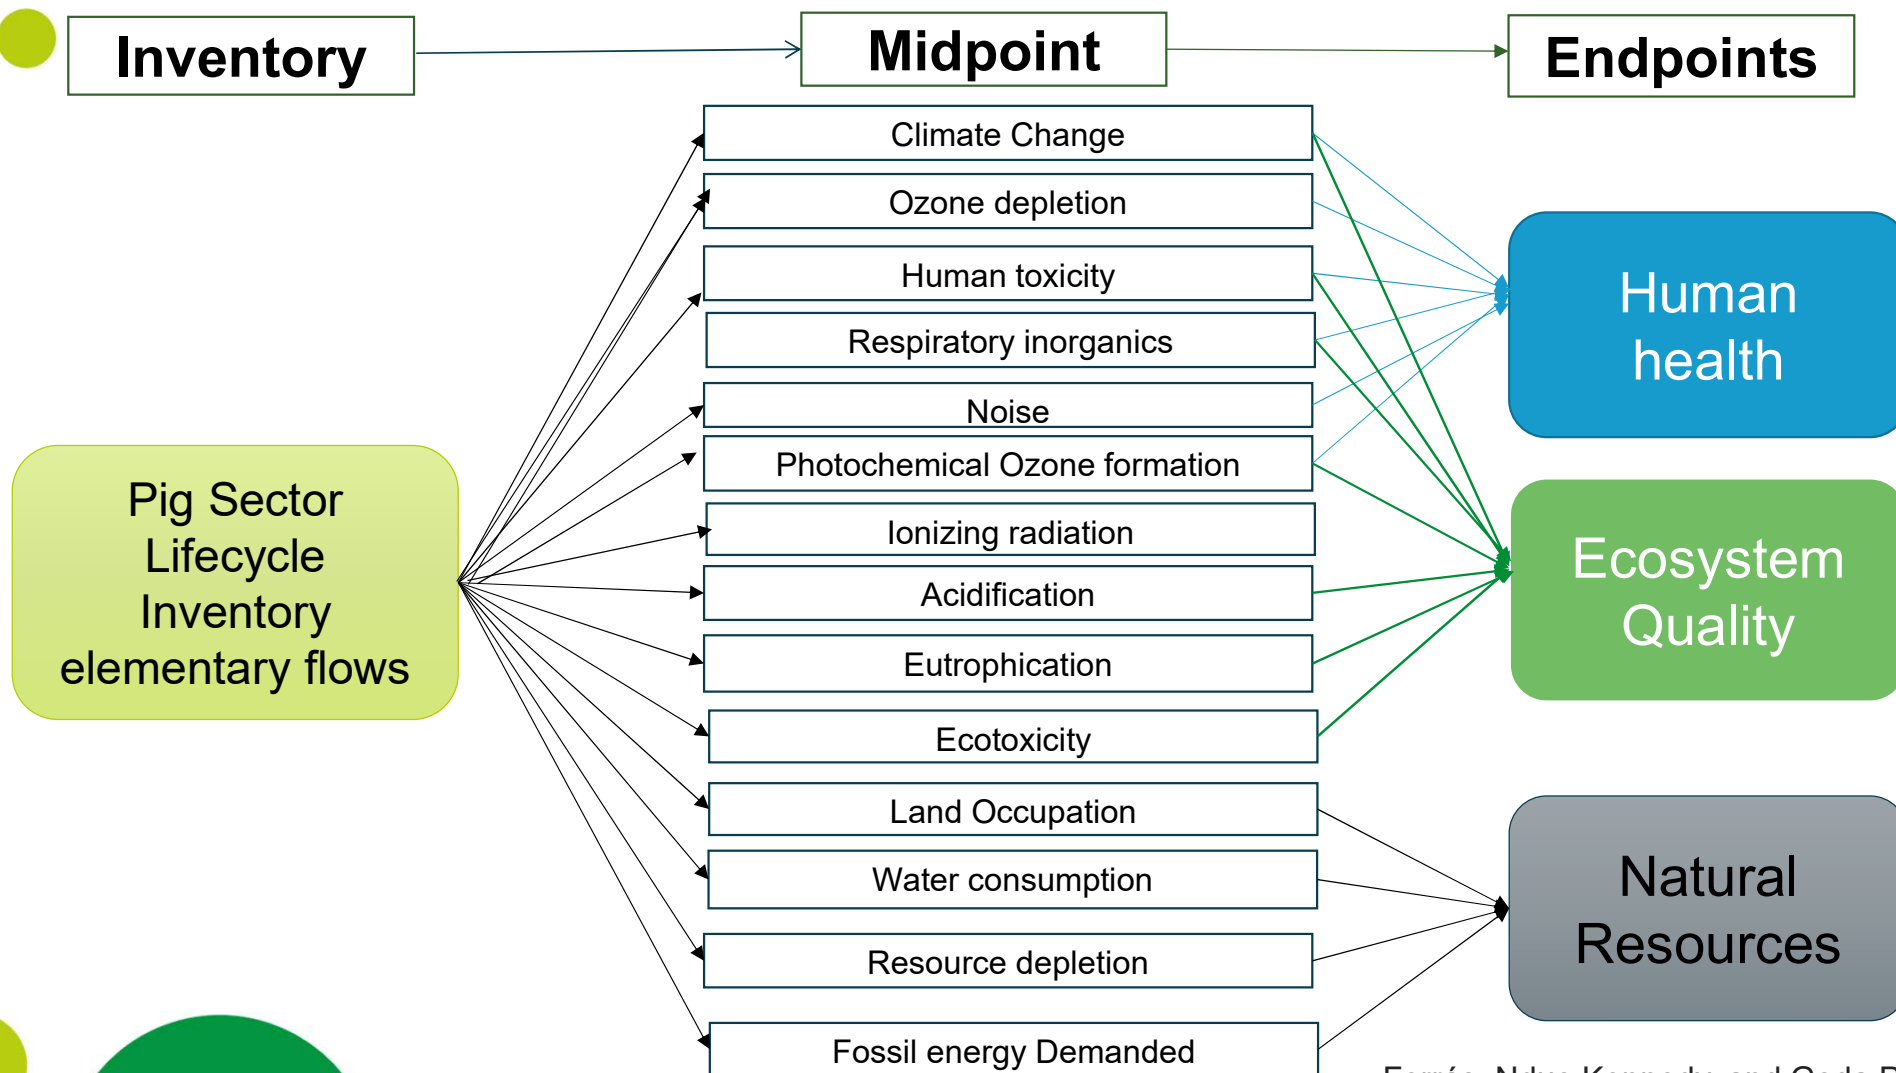 Inventory
Midpoint
Endpoints
Climate Change
Ozone depletion
Human toxicity
Respiratory inorganics
Noise
Photochemical Ozone formation
Ionizing radiation
Acidification
Eutrophication
Ecotoxicity
Land Occupation
Water consumption
Resource depletion
Fossil energy Demanded
Pig Sector
Lifecycle
Inventory
elementary flows
Human
health
Ecosystem
Quality
Natural
Resources